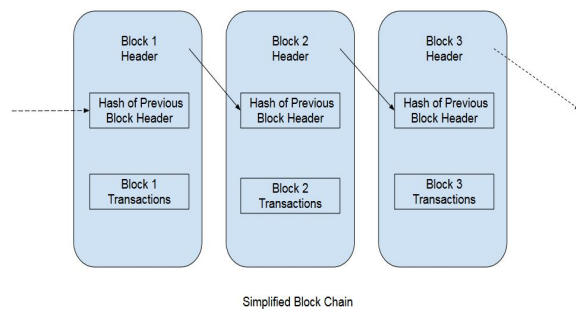 Block 1
Header
Hash of Previous
Block Header
Block 1
Transactions
Block 2
Header
Hash of Previous
Block Header
Block 2
Transactions
Block 3
Header
Hash of Previous
Block Header
Block 3
Transactions
Simplified Block Chain